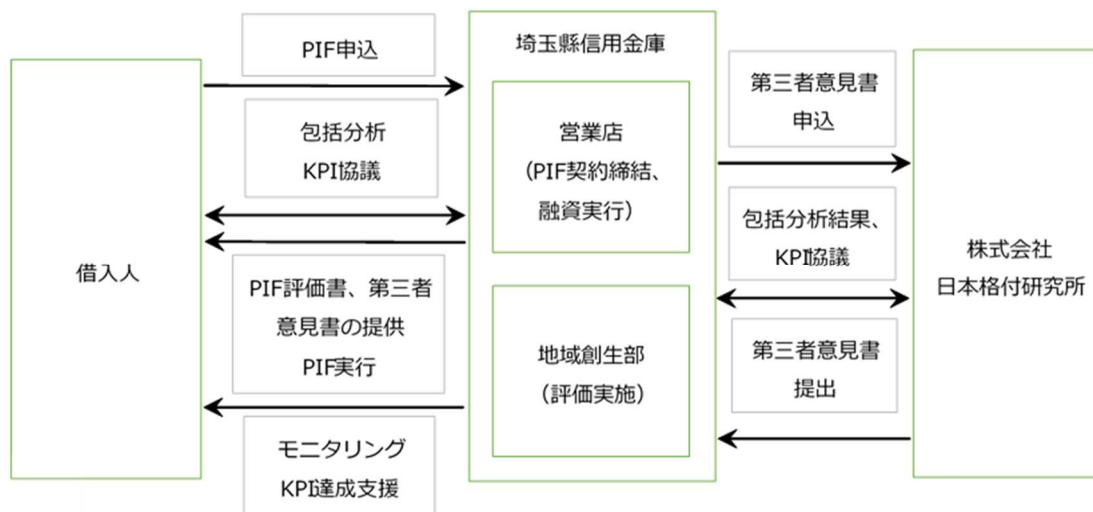 PIF申込
包括分析
KPI協議
借入人
PIF評価書、第三者
意見書の提供
PIF実行
モニタリング
KPI達成支援
埼玉縣信用金庫
営業店
（PIF契約締結、
融資実行）
地域創生部
（評価実施）
第三者意見書
申込
包括分析結果、
KPI協議
第三者意見書
提出
株式会社
日本格付研究所